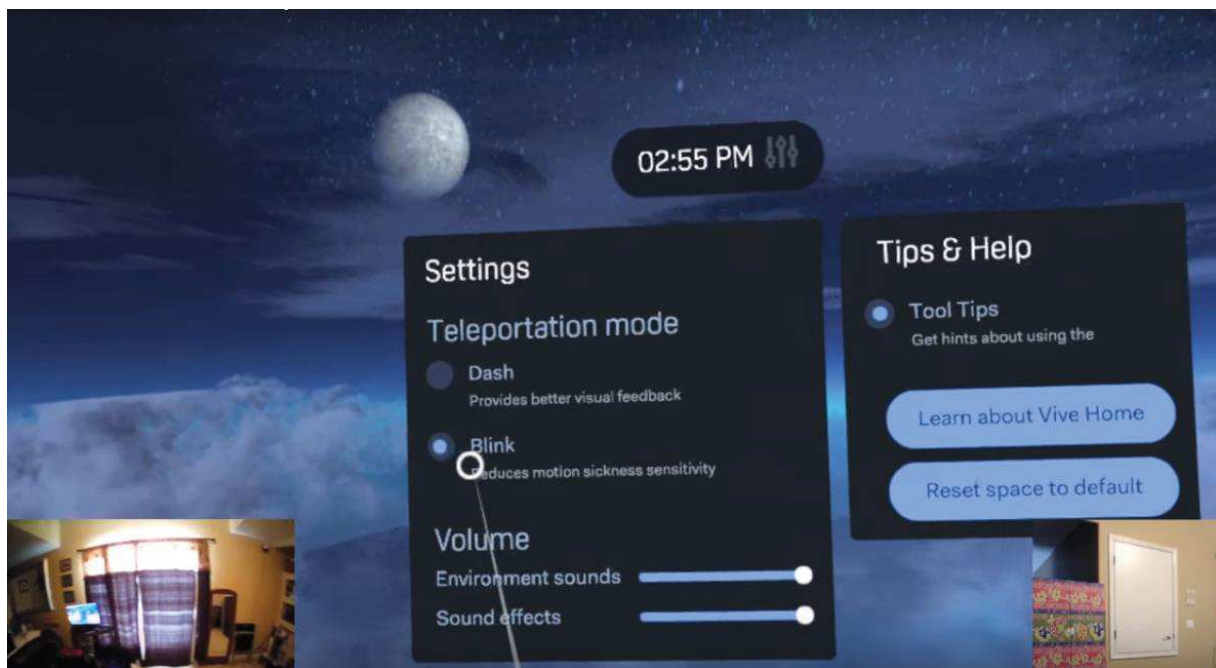 02:55 PM
Settings
Teleportation mode
Dash
Provides better visual feedback
Blink
Reduces motion sickness sensitivity
Volume
Environment sounds
Sound effects
Tips & Help
Tool Tips
Get hints about using the
Learn about Vive Home
Reset space to default